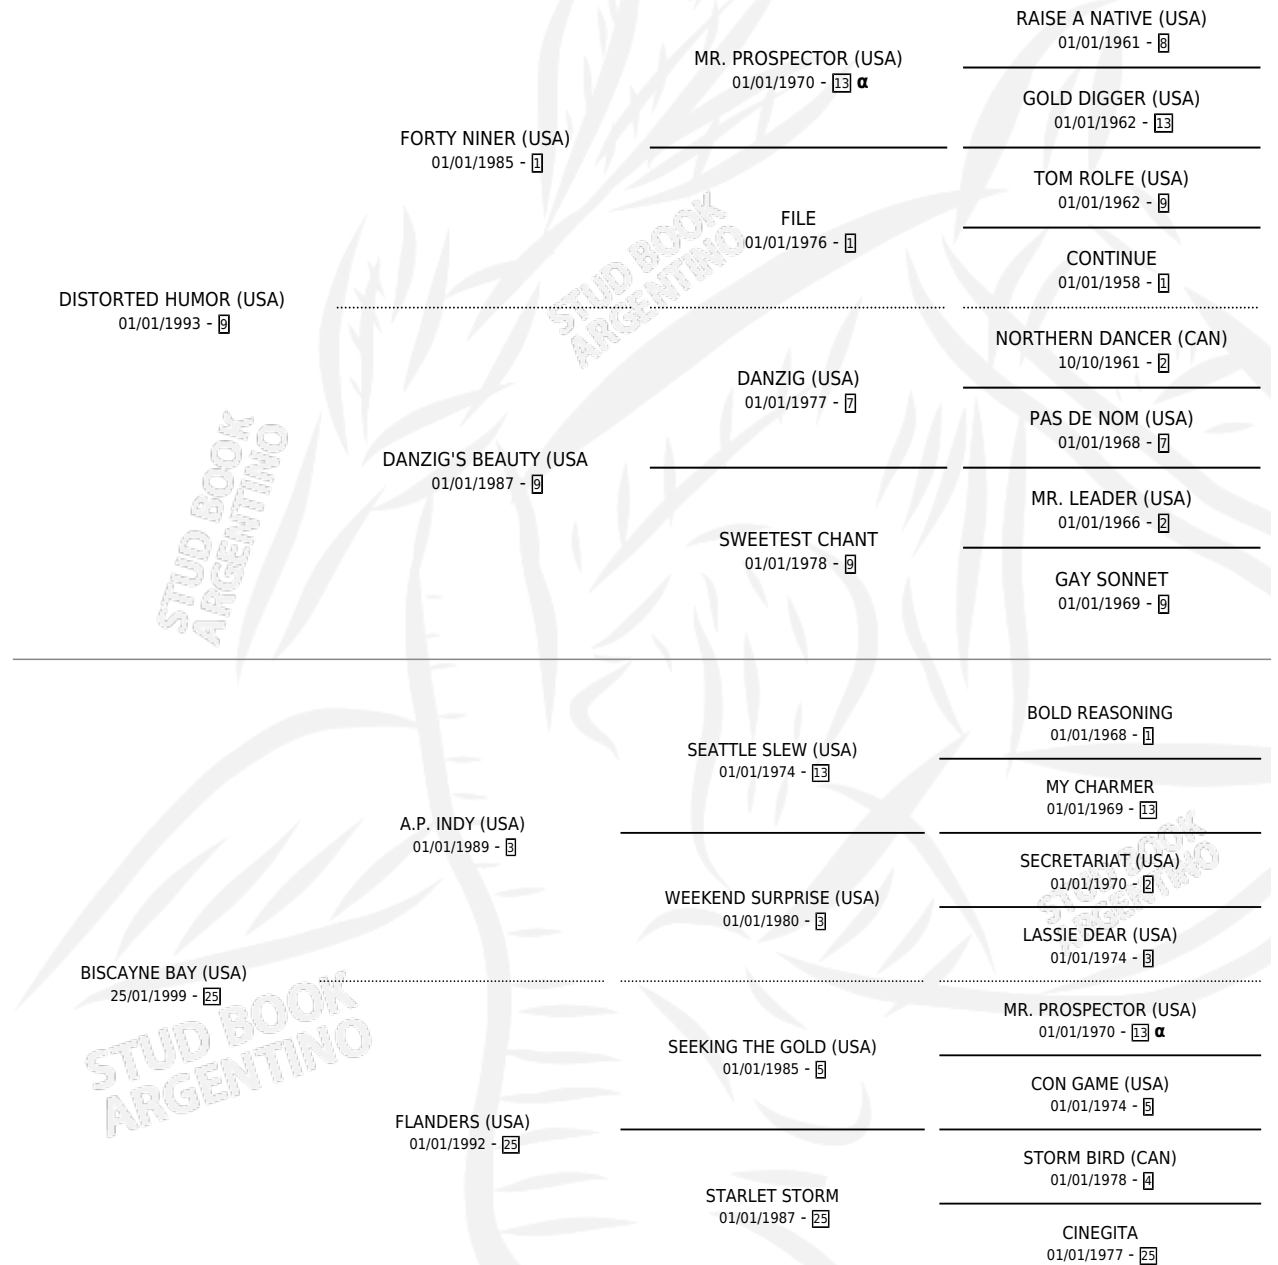 RAISE A NATIVE (USA)
01/01/1961 - 8
MR. PROSPECTOR (USA)
01/01/1970 - 13 α
GOLD DIGGER (USA)
01/01/1962 - 13
FORTY NINER (USA)
01/01/1985 - 1
TOM ROLFE (USA)
01/01/1962 - 9
FILE
01/01/1976 - 1
CONTINUE
01/01/1958 - 1
DISTORTED HUMOR (USA)
01/01/1993 - 9
NORTHERN DANCER (CAN)
10/10/1961 - 2
DANZIG (USA)
01/01/1977 - 7
PAS DE NOM (USA)
01/01/1968 - 7
DANZIG'S BEAUTY (USA
01/01/1987 - 9
MR. LEADER (USA)
01/01/1966 - 2
SWEETEST CHANT
01/01/1978 - 9
GAY SONNET
01/01/1969 - 9
BOLD REASONING
01/01/1968 - 1
SEATTLE SLEW (USA)
01/01/1974 - 13
MY CHARMER
01/01/1969 - 13
A.P. INDY (USA)
01/01/1989 - 3
SECRETARIAT (USA)
01/01/1970 - 2
WEEKEND SURPRISE (USA)
01/01/1980 - 3
LASSIE DEAR (USA)
01/01/1974 - 3
BISCAYNE BAY (USA)
25/01/1999 - 25
MR. PROSPECTOR (USA)
01/01/1970 - 13 α
SEEKING THE GOLD (USA)
01/01/1985 - 5
CON GAME (USA)
01/01/1974 - 5
FLANDERS (USA)
01/01/1992 - 25
STORM BIRD (CAN)
01/01/1978 - 4
STARLET STORM
01/01/1987 - 25
CINEGITA
01/01/1977 - 25
STUD BOOK
ARGENTINO
STUD BOOK
ARGENTINO
STUD BOOK
ARGENTINO
STUD BOOK
ARGENTINO